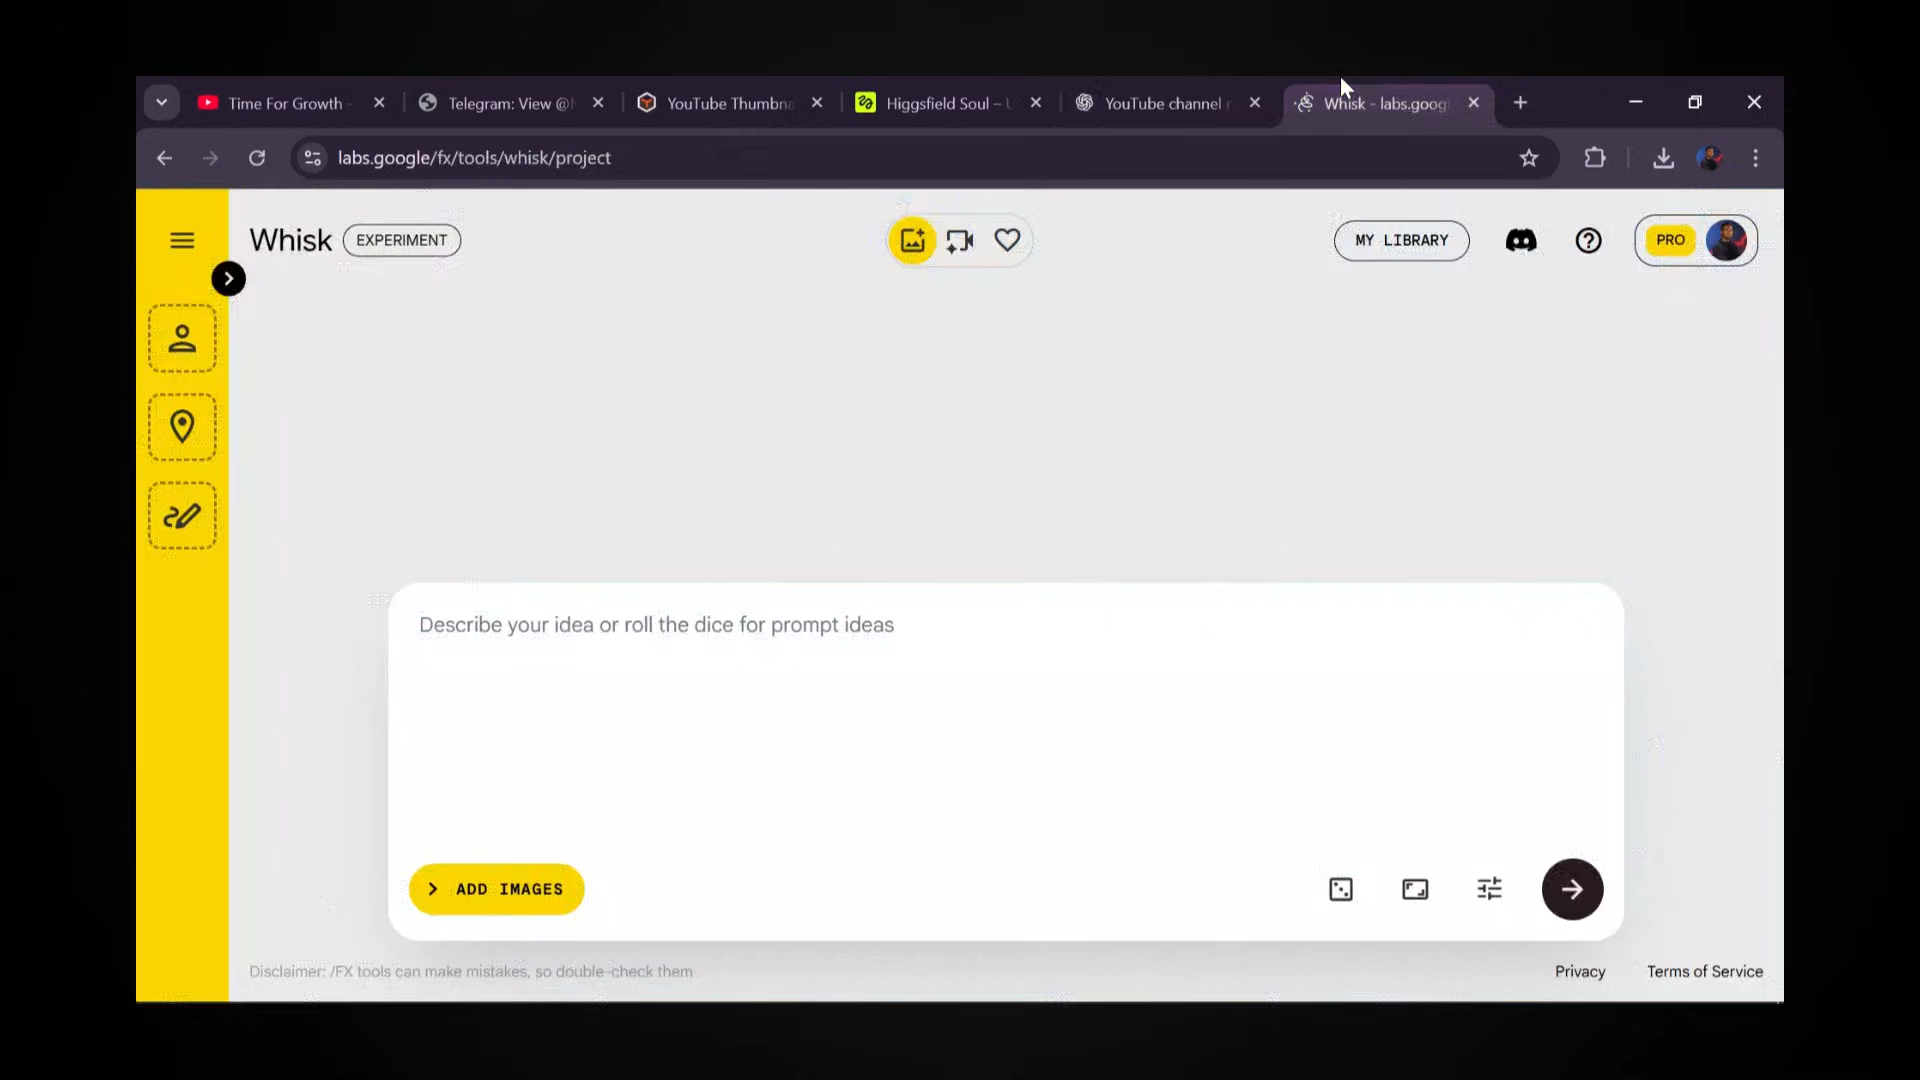 Time For Growth -
Telegram: View @
YouTube Thumbna
Higgsfield Soul –
YouTube channel
Whisk - labs.goog
labs.google/fx/tools/whisk/project
Whisk
EXPERIMENT
MY LIBRARY
PRO
Describe your idea or roll the dice for prompt ideas
ADD IMAGES
Disclaimer: /FX tools can make mistakes, so double-check them
Privacy
Terms of Service